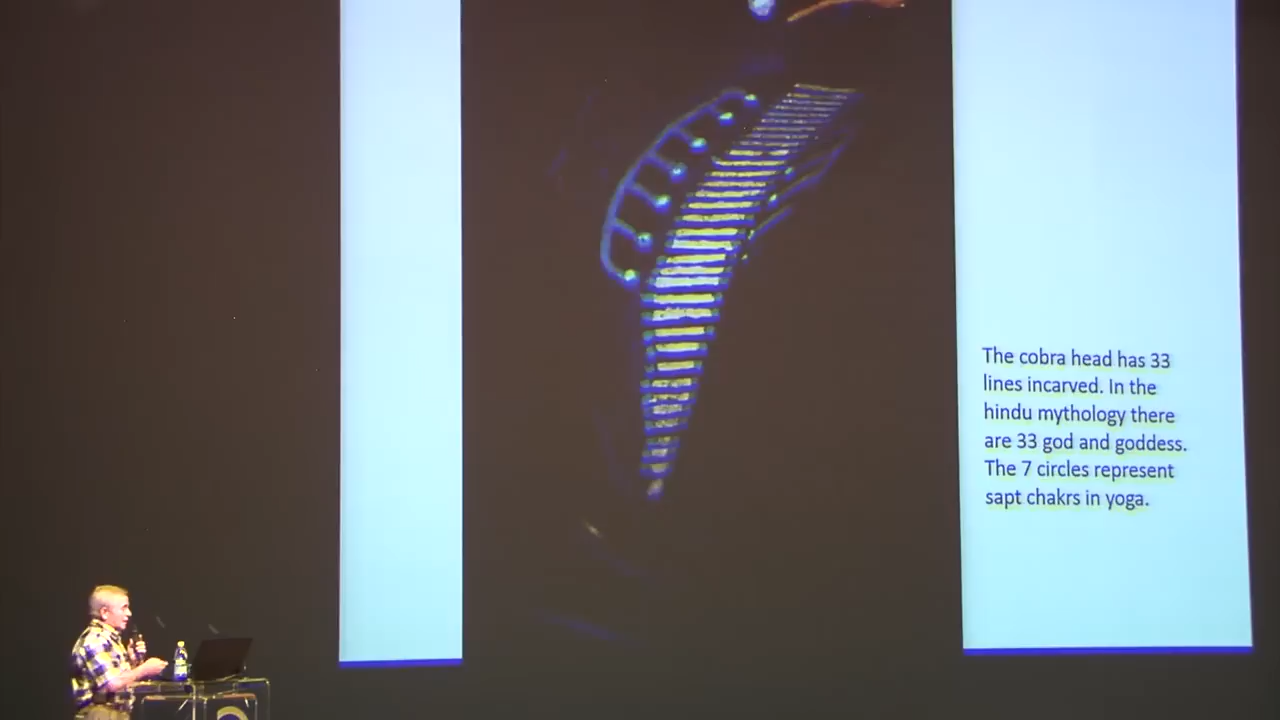 The cobra head has 33
lines incarved. In the
hindu mythology there
are 33 god and goddess.
The 7 circles represent
sapt chakrs in yoga.